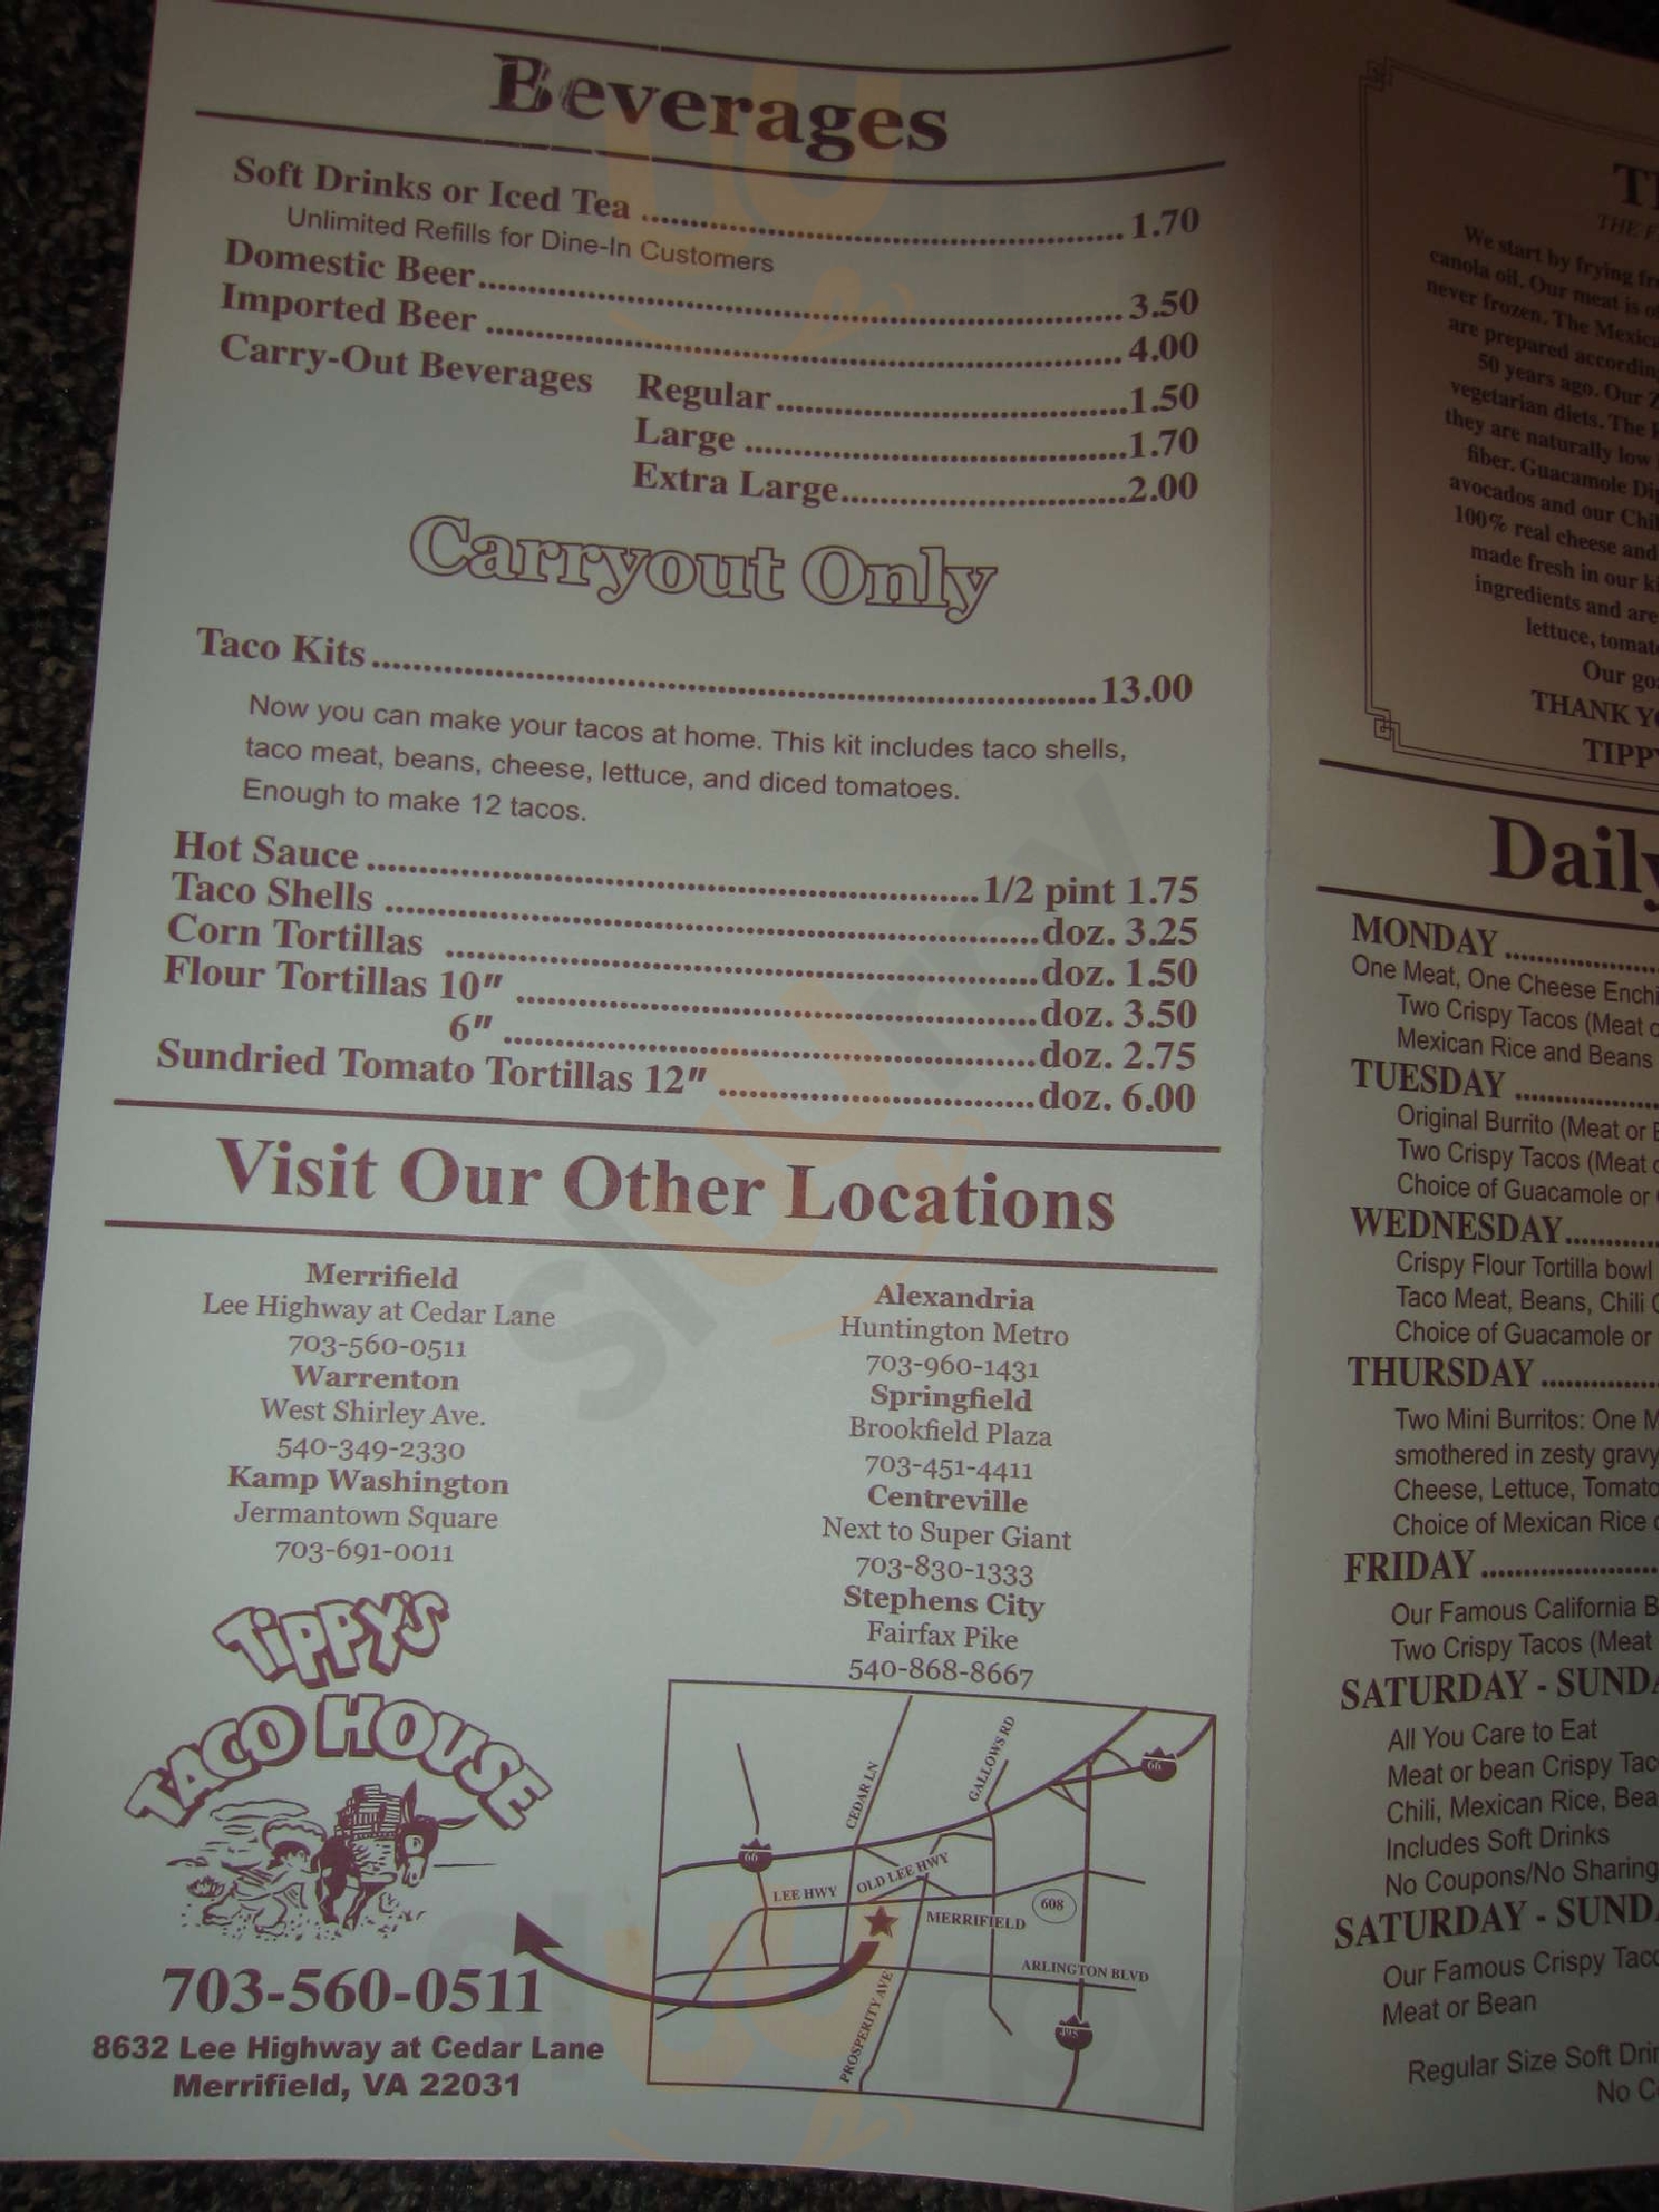 Beverages
Soft Drinks or Iced Tea ........ 1.70
Unlimited Refills for Dine-In Customers
Domestic Beer........ 3.50
Imported Beer ........ 4.00
Carry-Out Beverages Regular........1.50
Large ........1.70
Extra Large........2.00
Carryout Only
Taco Kits........13.00
Now you can make your tacos at home. This kit includes taco shells,
taco meat, beans, cheese, lettuce, and diced tomatoes.
Enough to make 12 tacos.
Hot Sauce ........1/2 pint 1.75
Taco Shells ........doz. 3.25
Corn Tortillas ........doz. 1.50
Flour Tortillas 10" ........doz. 3.50
6" ........doz. 2.75
Sundried Tomato Tortillas 12" ........doz. 6.00
Visit Our Other Locations
Merrifield
Lee Highway at Cedar Lane
703-560-0511
Warrenton
West Shirley Ave.
540-349-2330
Kamp Washington
Jermantown Square
703-691-0011
Alexandria
Huntington Metro
703-960-1431
Springfield
Brookfield Plaza
703-451-4411
Centreville
Next to Super Giant
703-830-1333
Stephens City
Fairfax Pike
540-868-8667
TIPPY'S
TACO HOUSE
703-560-0511
8632 Lee Highway at Cedar Lane
Merrifield, VA 22031
CEDAR LN
GALLOWS RD
66
66
LEE HWY
OLD LEE HWY
MERRIFIELD
608
ARLINGTON BLVD
PROSPERITY AVE
495
THE
We start by frying
canola oil. Our meat is
never frozen. The
are prepared
50 years ago. Our
vegetarian diets. The
they are naturally low
fiber. Guacamole
avocados and our
100% real cheese and
made fresh in our
ingredients and are
lettuce,
Our
THANK
Daily
MONDAY ........
One Meat, One Cheese
Two Crispy Tacos (Meat
Mexican Rice and Beans
TUESDAY ........
Original Burrito (Meat or
Two Crispy Tacos (Meat
Choice of Guacamole or
WEDNESDAY........
Crispy Flour Tortilla bowl
Taco Meat, Beans, Chili
Choice of Guacamole or
THURSDAY ........
Two Mini Burritos: One
smothered in zesty gravy
Cheese, Lettuce,
Choice of Mexican Rice
FRIDAY ........
Our Famous California
Two Crispy Tacos (Meat
SATURDAY -
All You Care to Eat
Meat or bean Crispy
Chili, Mexican Rice,
Includes Soft Drinks
No Coupons/No Sharing
SATURDAY -
Our Famous Crispy
Meat or Bean
Regular Size Soft
No
Slurpy
Slurpy